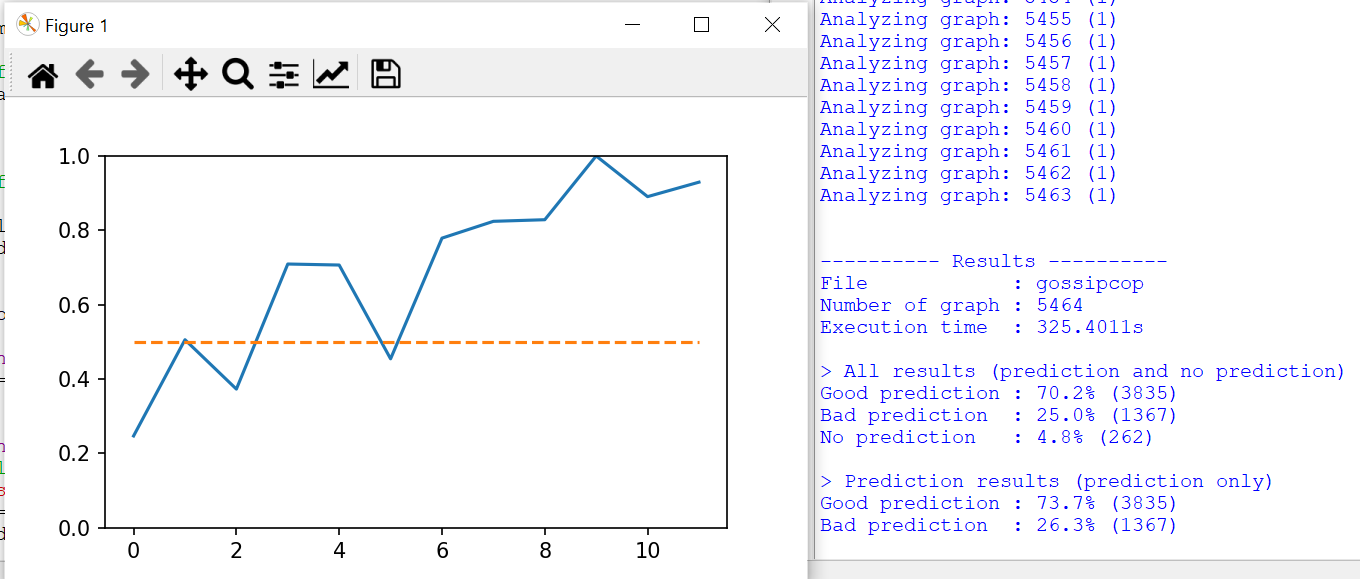 Figure 1
1.0
0.8
0.6
0.4
0.2
0.0
0
2
4
6
8
10
Analyzing graph: 5455 (1)
Analyzing graph: 5456 (1)
Analyzing graph: 5457 (1)
Analyzing graph: 5458 (1)
Analyzing graph: 5459 (1)
Analyzing graph: 5460 (1)
Analyzing graph: 5461 (1)
Analyzing graph: 5462 (1)
Analyzing graph: 5463 (1)
---------- Results ----------
File : gossipcop
Number of graph : 5464
Execution time : 325.4011s
> All results (prediction and no prediction)
Good prediction : 70.2% (3835)
Bad prediction : 25.0% (1367)
No prediction : 4.8% (262)
> Prediction results (prediction only)
Good prediction : 73.7% (3835)
Bad prediction : 26.3% (1367)